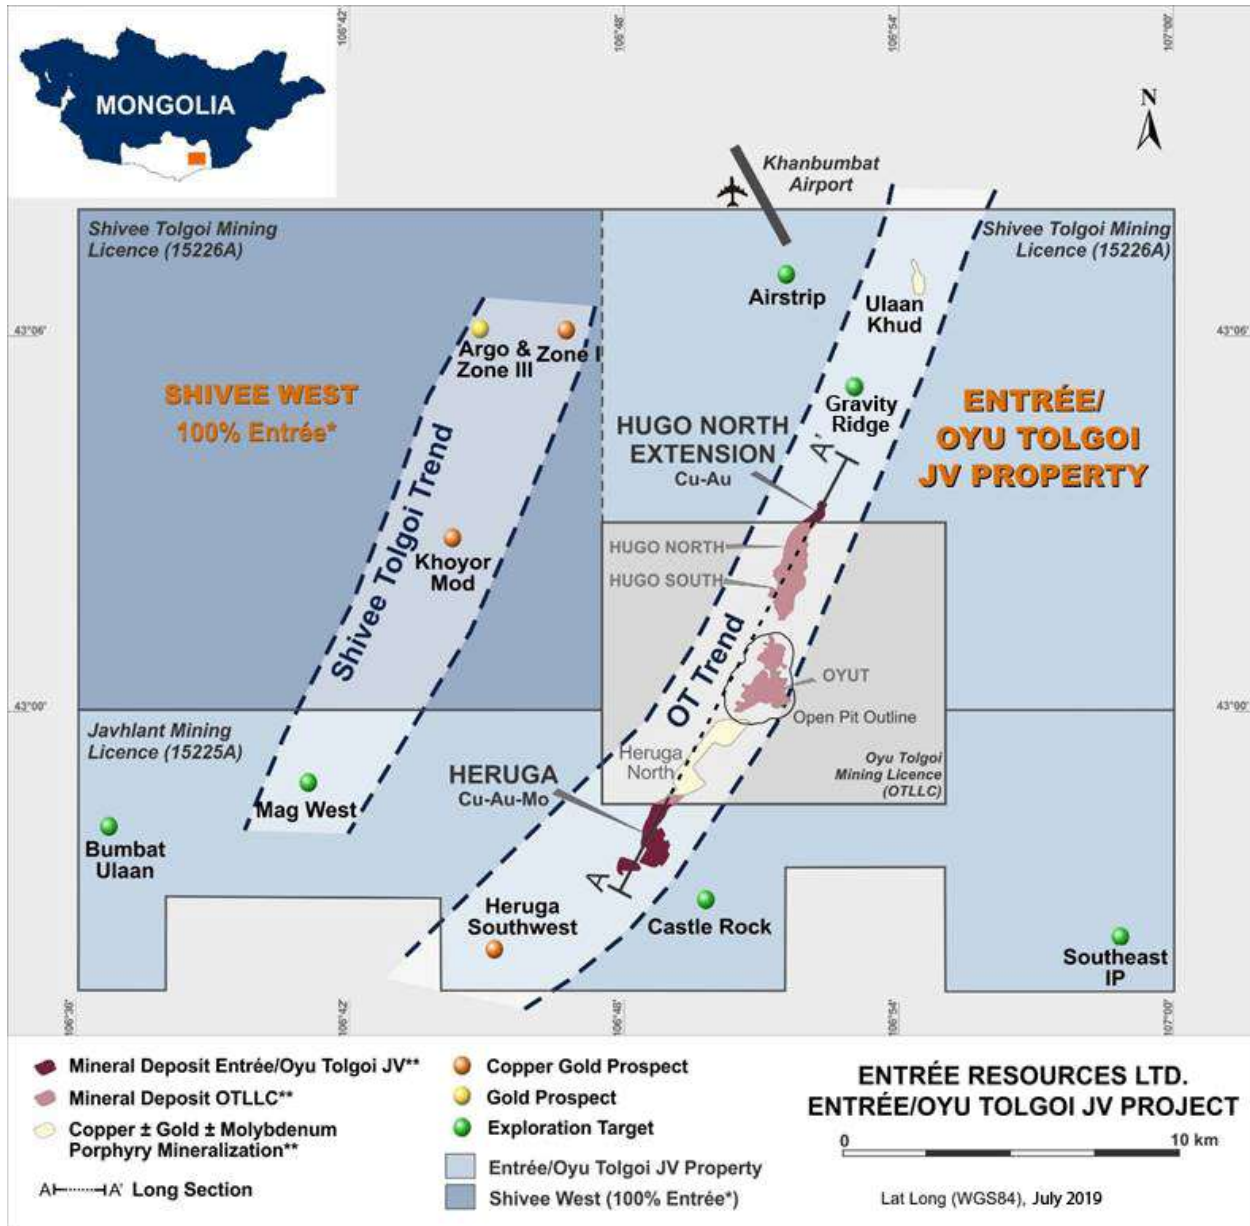 106°42'
106°48'
106°54'
107°00'
MONGOLIA
N
Khanbumbat
Airport
Shivee Tolgoi Mining
Licence (15226A)
Shivee Tolgoi Mining
Licence (15226A)
Airstrip
Ulaan
Khud
43°06'
43°06'
Argo &
Zone III
Zone I
SHIVEE WEST
100% Entrée*
Gravity
Ridge
ENTRÉE/
OYU TOLGOI
JV PROPERTY
HUGO NORTH
EXTENSION
Cu-Au
A'
Shivee Tolgoi Trend
Khoyor
Mod
HUGO NORTH
HUGO SOUTH
OT Trend
OYUT
Open Pit Outline
43°00'
43°00'
Javhlant Mining
Licence (15225A)
Heruga
North
Oyu Tolgoi
Mining Licence
(OTLLC)
HERUGA
Cu-Au-Mo
Mag West
Bumbat
Ulaan
A
Heruga
Southwest
Castle Rock
Southeast
IP
106°36'
106°42'
106°48'
106°54'
107°00'
Mineral Deposit Entrée/Oyu Tolgoi JV**
Mineral Deposit OTLLC**
Copper ± Gold ± Molybdenum
Porphyry Mineralization**
A A' Long Section
Copper Gold Prospect
Gold Prospect
Exploration Target
Entrée/Oyu Tolgoi JV Property
Shivee West (100% Entrée*)
ENTRÉE RESOURCES LTD.
ENTRÉE/OYU TOLGOI JV PROJECT
0 10 km
Lat Long (WGS84), July 2019